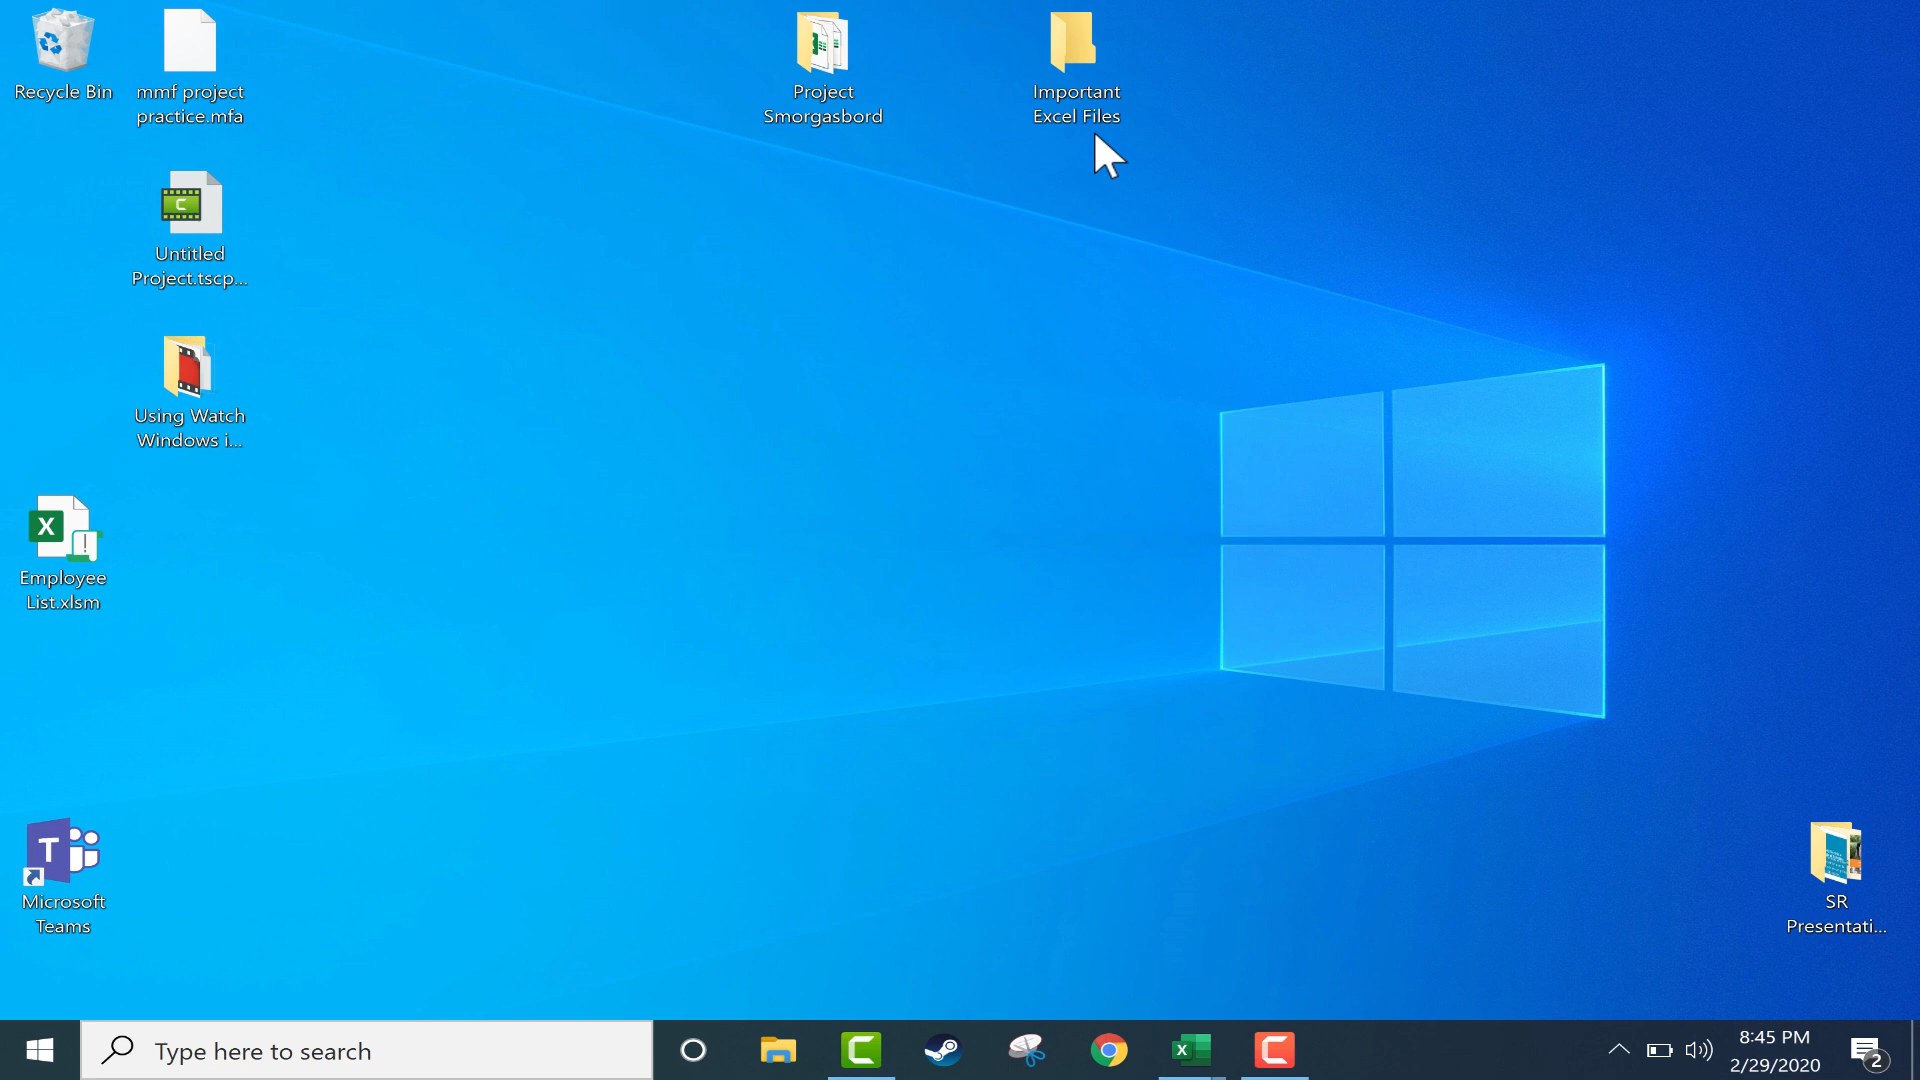 Recycle Bin
mmf project
practice.mfa
Project
Smorgasbord
Important
Excel Files
C
Untitled
Project.tscp...
Using Watch
Windows i...
X
Employee
List.xlsm
T
Microsoft
Teams
SR
Presentati...
Type here to search
C
X
C
8:45 PM
2/29/2020
2